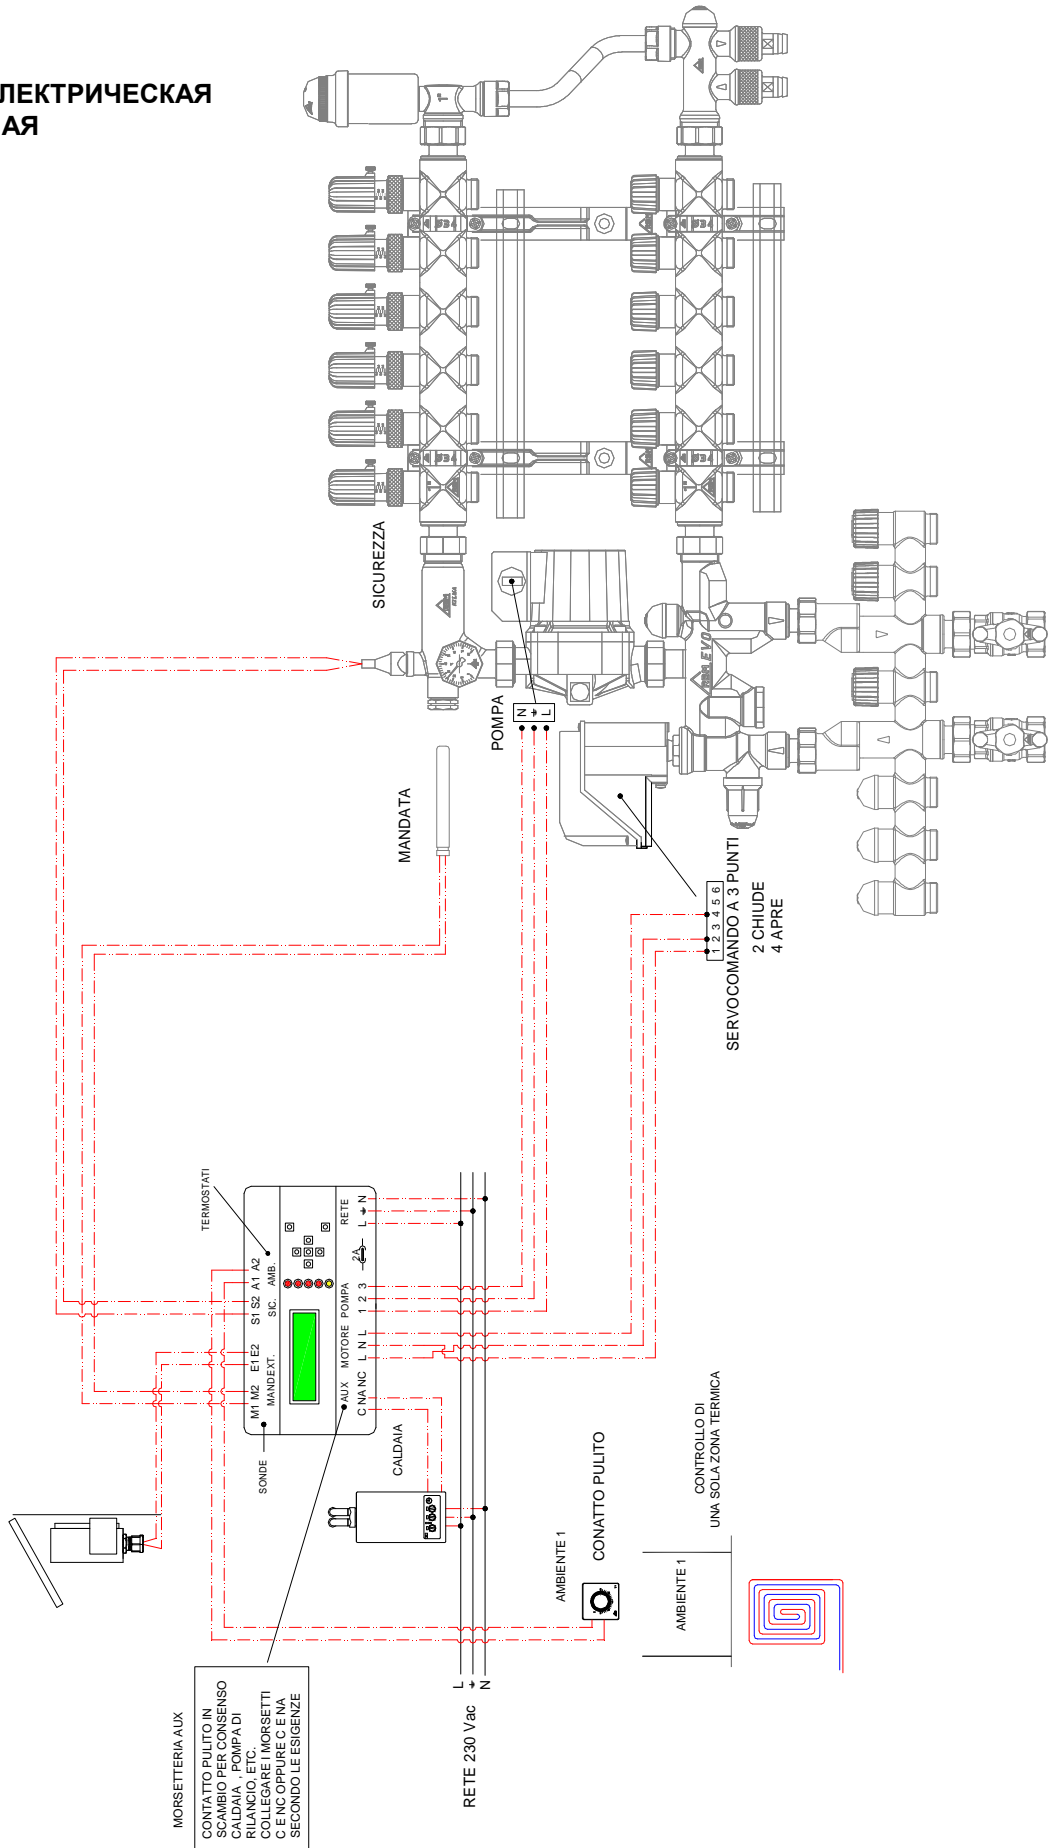 ЛЕКТРИЧЕСКАЯ
АЯ
SICUREZZA
MANDATA
POMPA
N
L
SERVOCOMANDO A 3 PUNTI
1 2 3 4 5 6
2 CHIUDE
4 APRE
TERMOSTATI
SONDE
M1 M2 E1 E2 S1 S2 A1 A2
MAND EXT. SIC. AMB.
AUX MOTORE POMPA 2A RETE
C NA NC L N L 1 2 3 L N
CALDAIA
MORSETTERIA AUX
CONTATTO PULITO IN
SCAMBIO PER CONSENSO
CALDAIA , POMPA DI
RILANCIO, ETC.
COLLEGARE I MORSETTI
C E NC OPPURE C E NA
SECONDO LE ESIGENZE
L
N
RETE 230 Vac
AMBIENTE 1
CONATTO PULITO
AMBIENTE 1
CONTROLLO DI
UNA SOLA ZONA TERMICA
EVO
1"
1"
1"